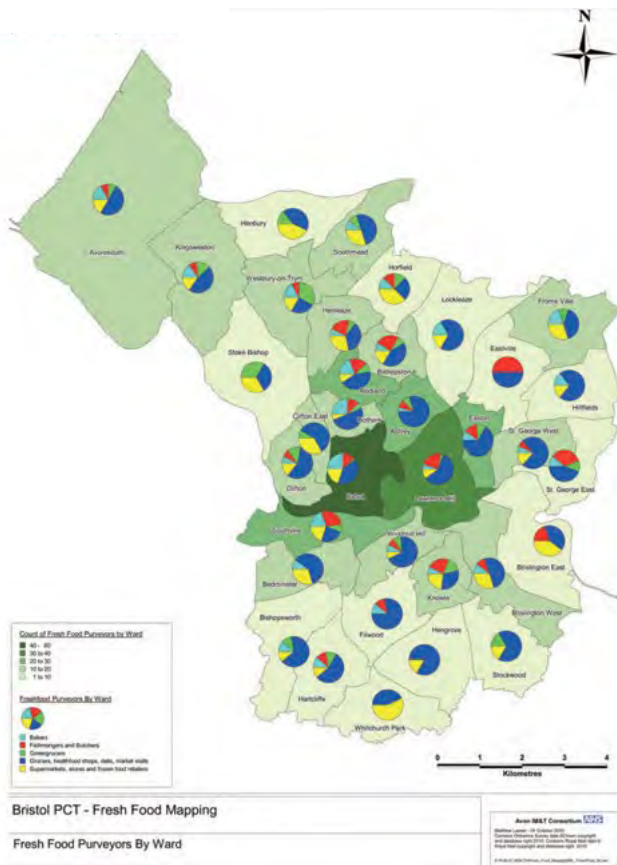 N
Avonmouth
Kingsweston
Henbury
Southmead
Westbury-on-Trym
Horfield
Lockleaze
Frome Vale
Henleaze
Eastville
Bishopston
Stoke Bishop
Redland
Hillfields
Cotham
Ashley
Easton
Clifton East
St. George West
Clifton
Cabot
Lawrence Hill
St. George East
Southville
Windmill Hill
Brislington East
Bedminster
Knowle
Brislington West
Bishopsworth
Filwood
Hengrove
Stockwood
Hartcliffe
Whitchurch Park
Count of Fresh Food Purveyors by Ward
40 - 60
30 to 40
20 to 30
10 to 20
1 to 10
Freshfood Purveyors By Ward
Bakers
Fishmongers and Butchers
Greengrocers
Grocers, healthfood shops, delis, market stalls
Supermarkets, stores and frozen food retailers
0 1 2 3 4
Kilometres
Bristol PCT - Fresh Food Mapping
Fresh Food Purveyors By Ward
Avon IM&T Consortium NHS